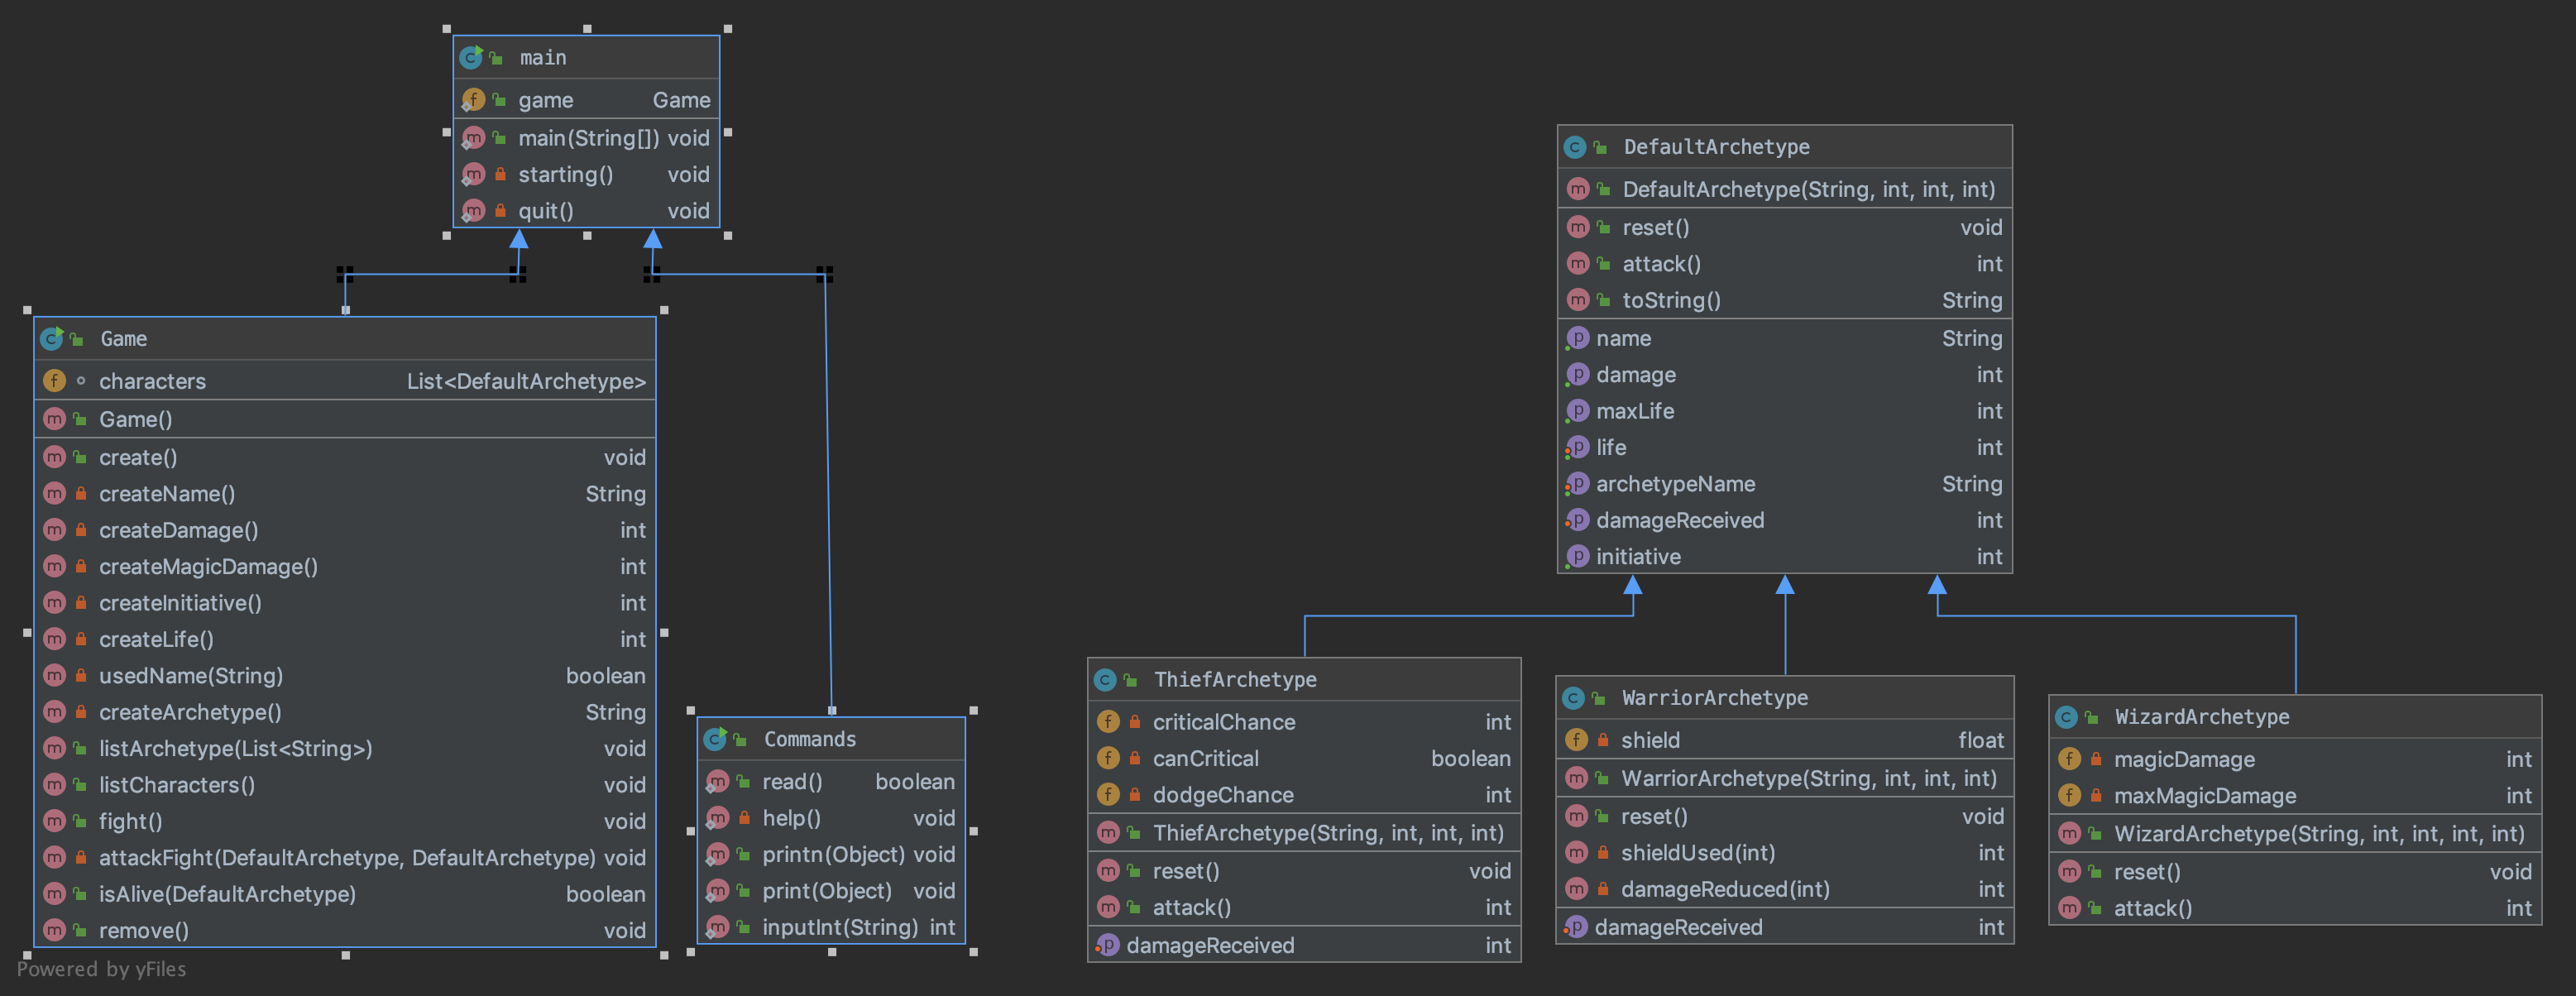 main
game Game
main(String[]) void
starting() void
quit() void
Game
characters List<DefaultArchetype>
Game()
create() void
createName() String
createDamage() int
createMagicDamage() int
createInitiative() int
createLife() int
usedName(String) boolean
createArchetype() String
listArchetype(List<String>) void
listCharacters() void
fight() void
attackFight(DefaultArchetype, DefaultArchetype) void
isAlive(DefaultArchetype) boolean
remove() void
Commands
read() boolean
help() void
printn(Object) void
print(Object) void
inputInt(String) int
DefaultArchetype
DefaultArchetype(String, int, int, int)
reset() void
attack() int
toString() String
name String
damage int
maxLife int
life int
archetypeName String
damageReceived int
initiative int
ThiefArchetype
criticalChance int
canCritical boolean
dodgeChance int
ThiefArchetype(String, int, int, int)
reset() void
attack() int
damageReceived int
WarriorArchetype
shield float
WarriorArchetype(String, int, int, int)
reset() void
shieldUsed(int) int
damageReduced(int) int
damageReceived int
WizardArchetype
magicDamage int
maxMagicDamage int
WizardArchetype(String, int, int, int, int)
reset() void
attack() int
Powered by yFiles